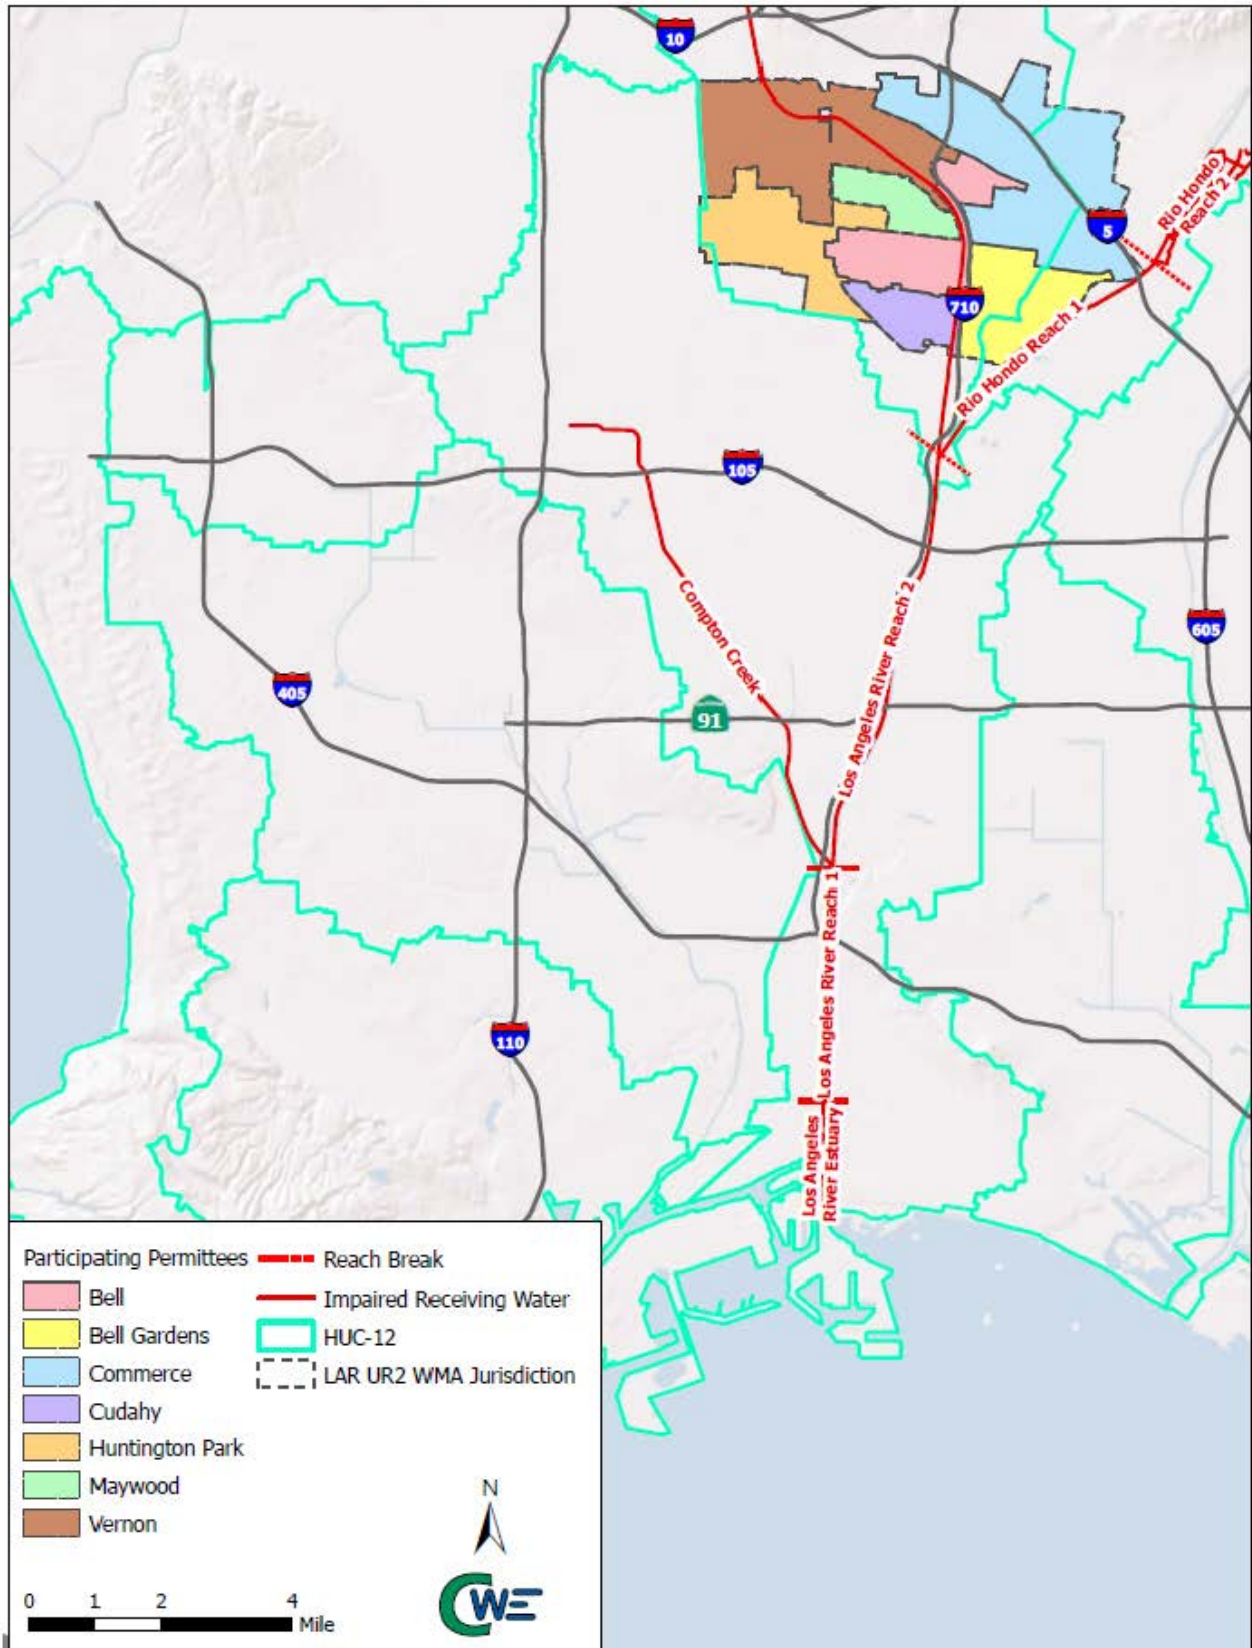 10
Rio Hondo
Reach 2
5
710
Rio Hondo Reach 1
105
Compton Creek
Los Angeles River Reach 2
605
405
91
Los Angeles River Reach 1
110
Los Angeles
River Estuary
Participating Permittees
Bell
Bell Gardens
Commerce
Cudahy
Huntington Park
Maywood
Vernon
Reach Break
Impaired Receiving Water
HUC-12
LAR UR2 WMA Jurisdiction
N
0 1 2 4
Mile
CWE